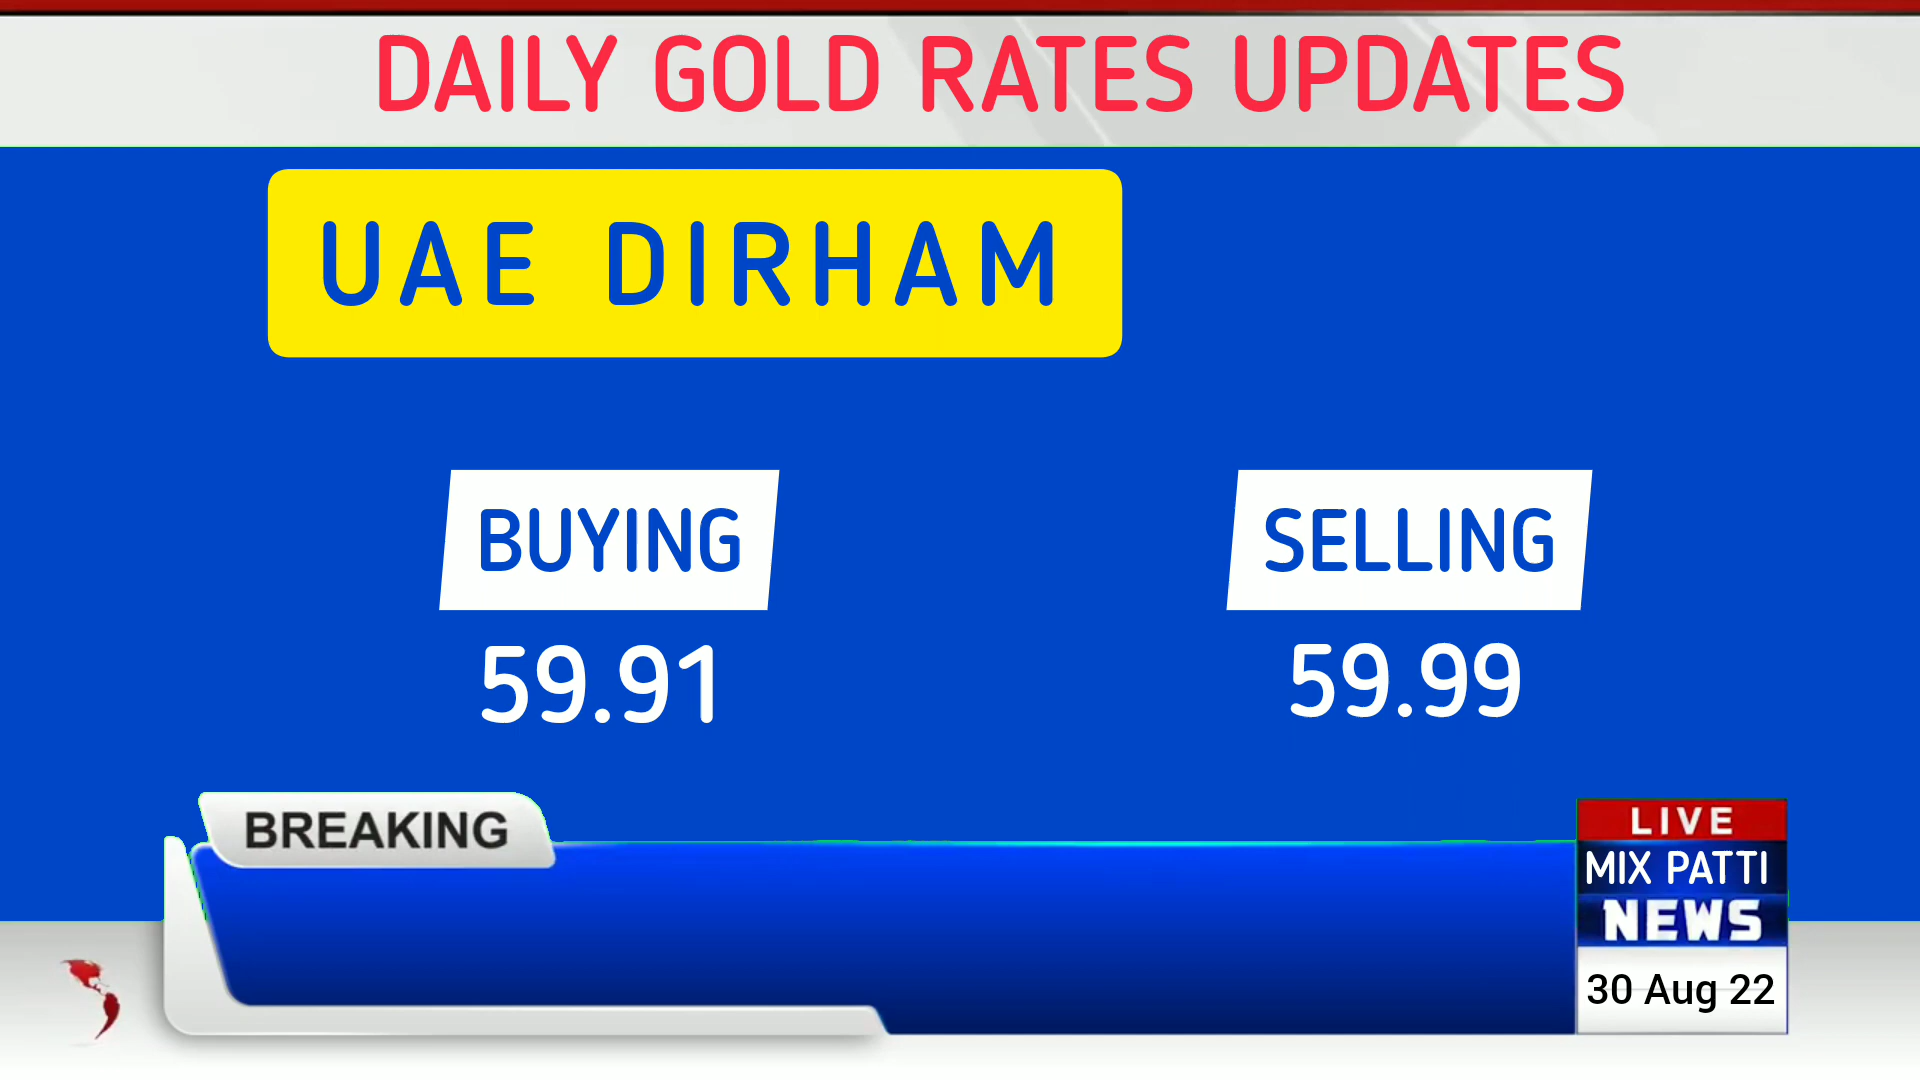 DAILY GOLD RATES UPDATES
UAE DIRHAM
BUYING
SELLING
59.91
59.99
BREAKING
LIVE
MIX PATTI
NEWS
30 Aug 22